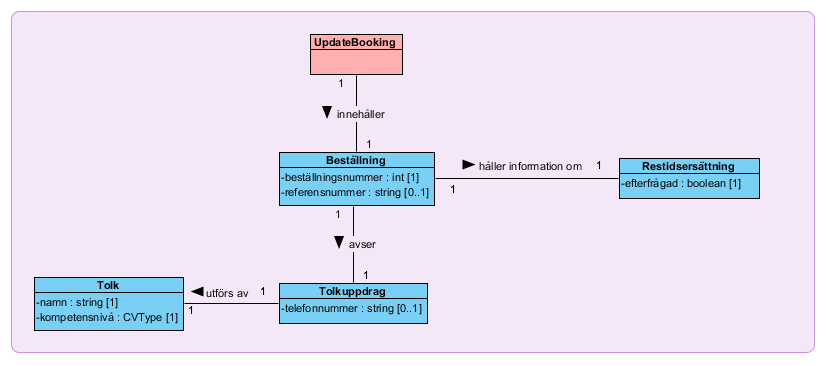 UpdateBooking
1
innehåller
1
Beställning
-beställningsnummer : int [1]
-referensnummer : string [0..1]
håller information om 1
1
Restidsersättning
-efterfrågad : boolean [1]
1
avser
1
Tolk
-namn : string [1]
-kompetensnivå : CVType [1]
utförs av 1
1
Tolkuppdrag
-telefonnummer : string [0..1]